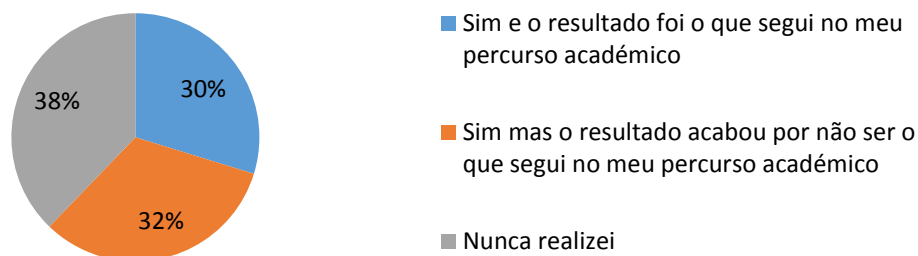 30%
32%
38%
Sim e o resultado foi o que segui no meu
percurso académico
Sim mas o resultado acabou por não ser o
que segui no meu percurso académico
Nunca realizei